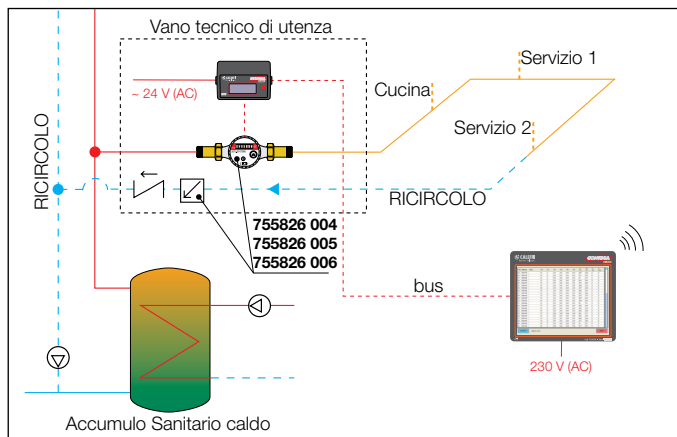 Vano tecnico di utenza
Servizio 1
Cucina
~ 24 V (AC)
Servizio 2
RICIRCOLO
RICIRCOLO
755826 004
755826 005
755826 006
CALEFFI
bus
230 V (AC)
Accumulo Sanitario caldo